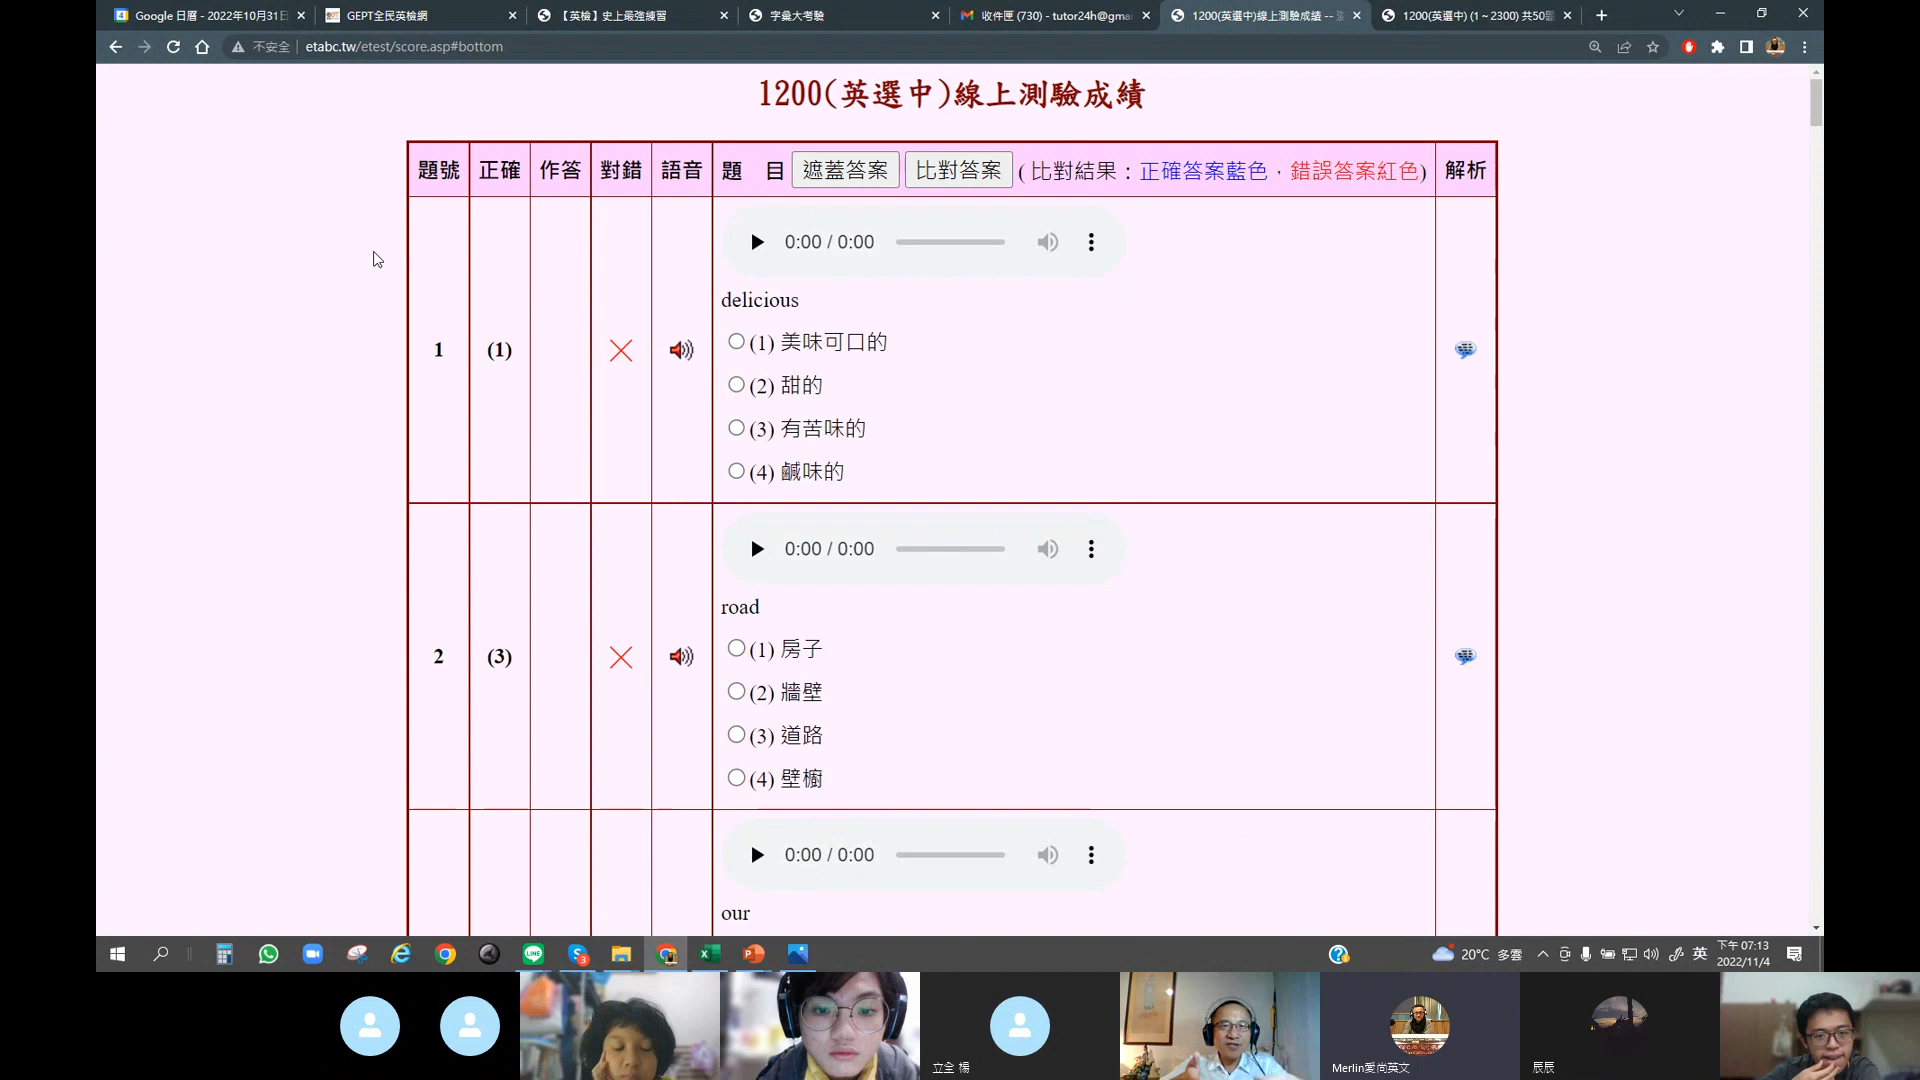 Google 日曆 - 2022年10月31日
GEPT全民英檢網
【英檢】史上最強練習
字彙大考驗
收件匣 (730) - tutor24h@gmai
1200(英選中)線上測驗成績 --
1200(英選中) (1～2300) 共50
不安全
etabc.tw/etest/score.asp#bottom
1200(英選中)線上測驗成績
題號 正確 作答 對錯 語音 題 目 遮蓋答案 比對答案 ( 比對結果：正確答案藍色，錯誤答案紅色) 解析
0:00 / 0:00
delicious
1 (1)
(1) 美味可口的
(2) 甜的
(3) 有苦味的
(4) 鹹味的
0:00 / 0:00
road
2 (3)
(1) 房子
(2) 牆壁
(3) 道路
(4) 壁櫥
0:00 / 0:00
our
20°C 多雲
英
下午 07:13
2022/11/4
立全 楊
Merlin愛尚英文
辰辰